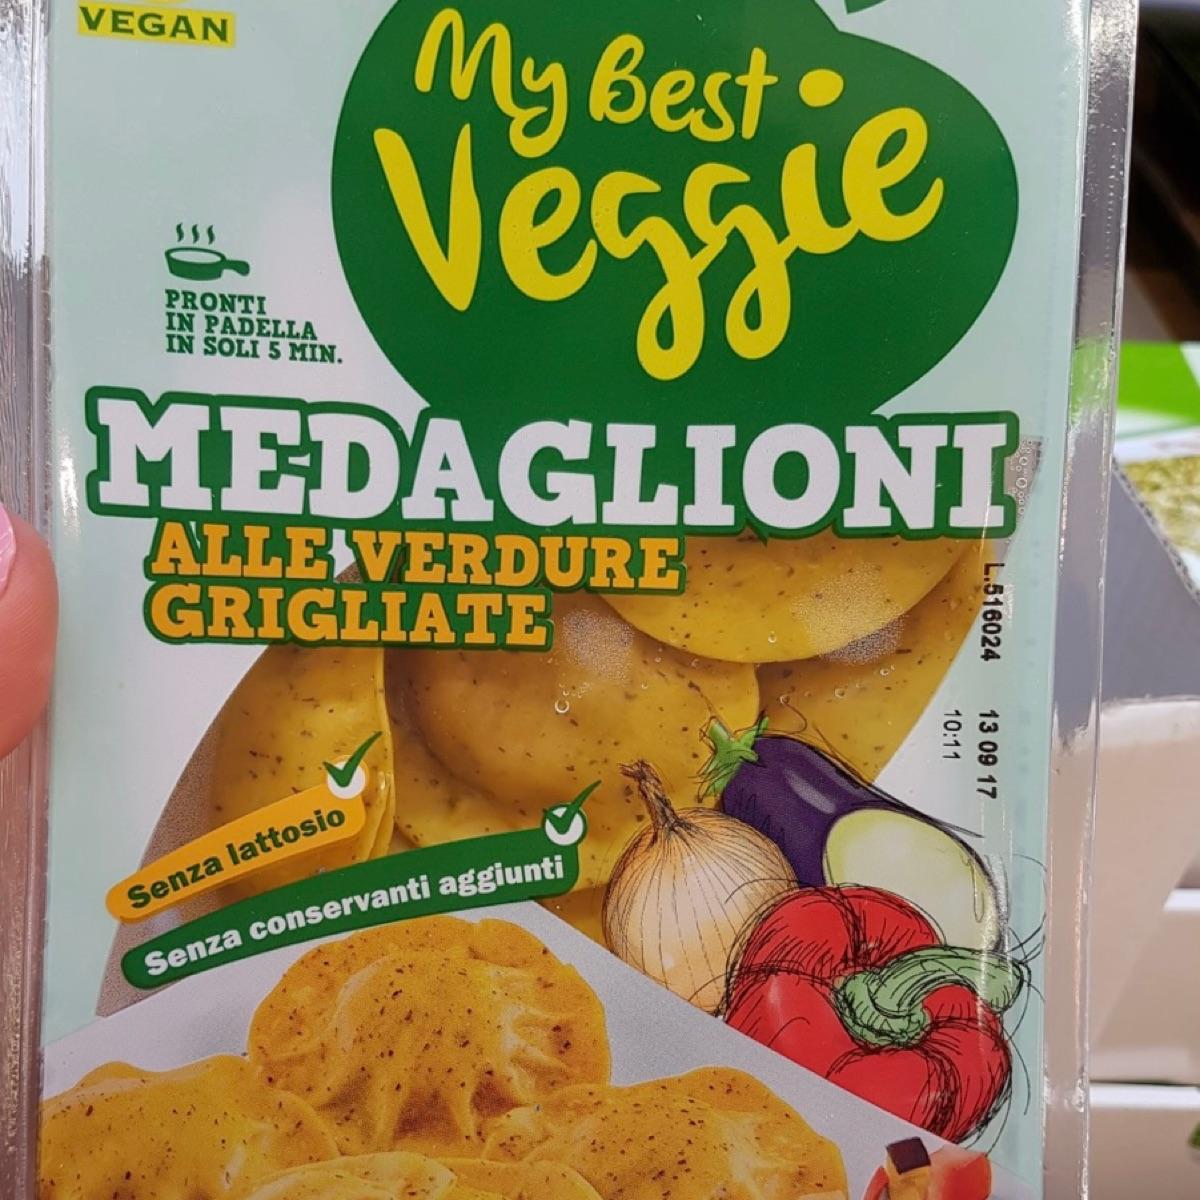 VEGAN
My Best
Veggie
PRONTI
IN PADELLA
IN SOLI 5 MIN.
MEDAGLIONI
ALLE VERDURE
GRIGLIATE
L.516024 13 09 17
10:11
Senza lattosio
Senza conservanti aggiunti